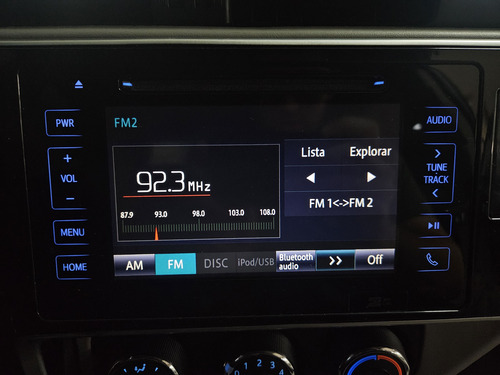 PWR
+
VOL
−
MENU
HOME
FM2
92.3 MHz
87.9 93.0 98.0 103.0 108.0
Lista Explorar
FM 1<->FM 2
AM FM DISC iPod/USB Bluetooth audio >> Off
AUDIO
TUNE
TRACK
4